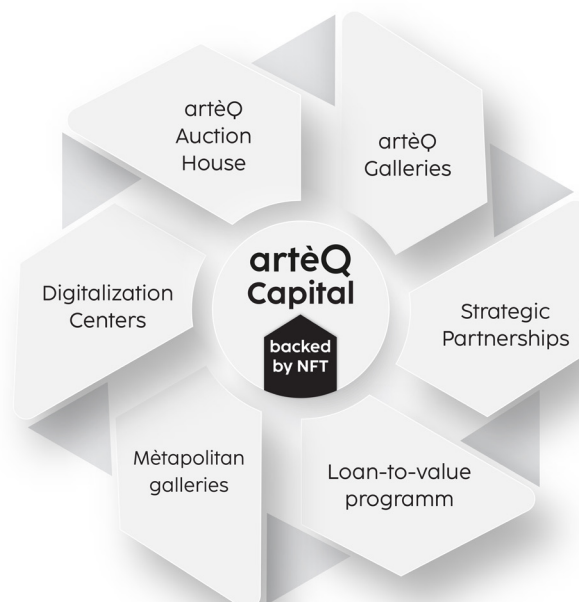 artèQ
Auction
House
artèQ
Galleries
Digitalization
Centers
artèQ
Capital
backed
by NFT
Strategic
Partnerships
Mètapolitan
galleries
Loan-to-value
programm